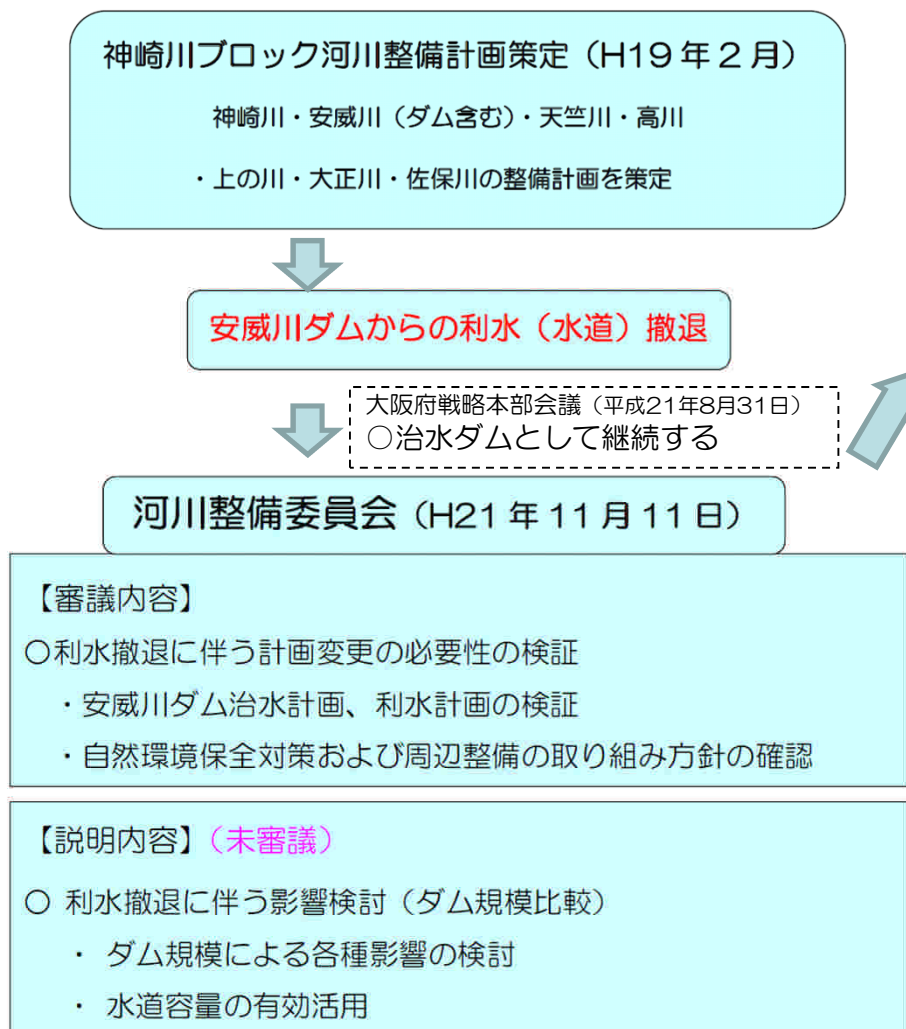 神崎川ブロック河川整備計画策定（H19年2月）
神崎川・安威川（ダム含む）・天竺川・高川
・上の川・大正川・佐保川の整備計画を策定
安威川ダムからの利水（水道）撤退
大阪府戦略本部会議（平成21年8月31日）
○治水ダムとして継続する
河川整備委員会（H21年11月11日）
【審議内容】
○利水撤退に伴う計画変更の必要性の検証
・安威川ダム治水計画、利水計画の検証
・自然環境保全対策および周辺整備の取り組み方針の確認
【説明内容】（未審議）
○ 利水撤退に伴う影響検討（ダム規模比較）
・ ダム規模による各種影響の検討
・ 水道容量の有効活用